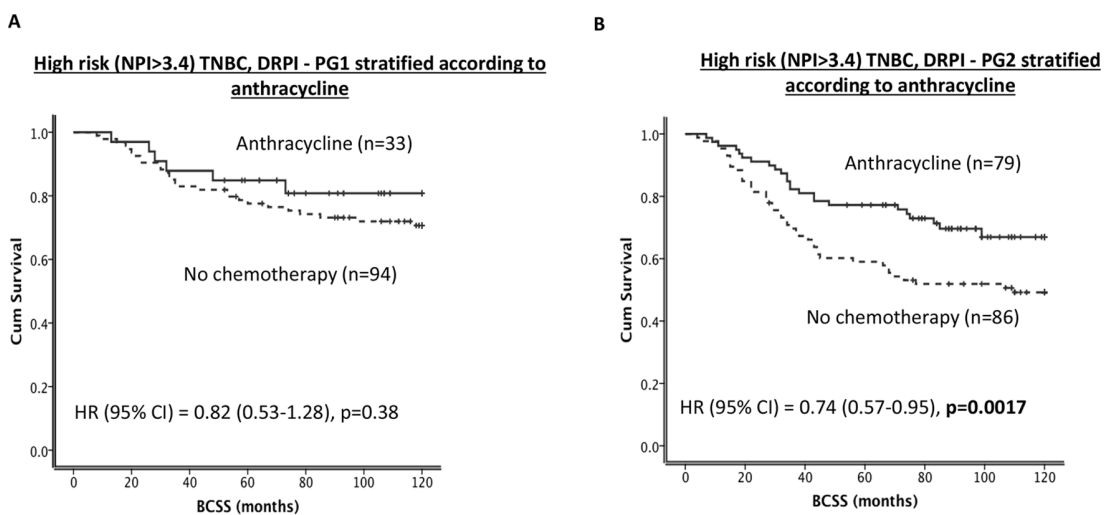 A
High risk (NPI>3.4) TNBC, DRPI - PG1 stratified according to
anthracycline
1.0
0.8
0.6
0.4
0.2
0.0
Cum Survival
Anthracycline (n=33)
No chemotherapy (n=94)
HR (95% CI) = 0.82 (0.53-1.28), p=0.38
0 20 40 60 80 100 120
BCSS (months)
B
High risk (NPI>3.4) TNBC, DRPI - PG2 stratified
according to anthracycline
1.0
0.8
0.6
0.4
0.2
0.0
Cum Survival
Anthracycline (n=79)
No chemotherapy (n=86)
HR (95% CI) = 0.74 (0.57-0.95), p=0.0017
0 20 40 60 80 100 120
BCSS (months)